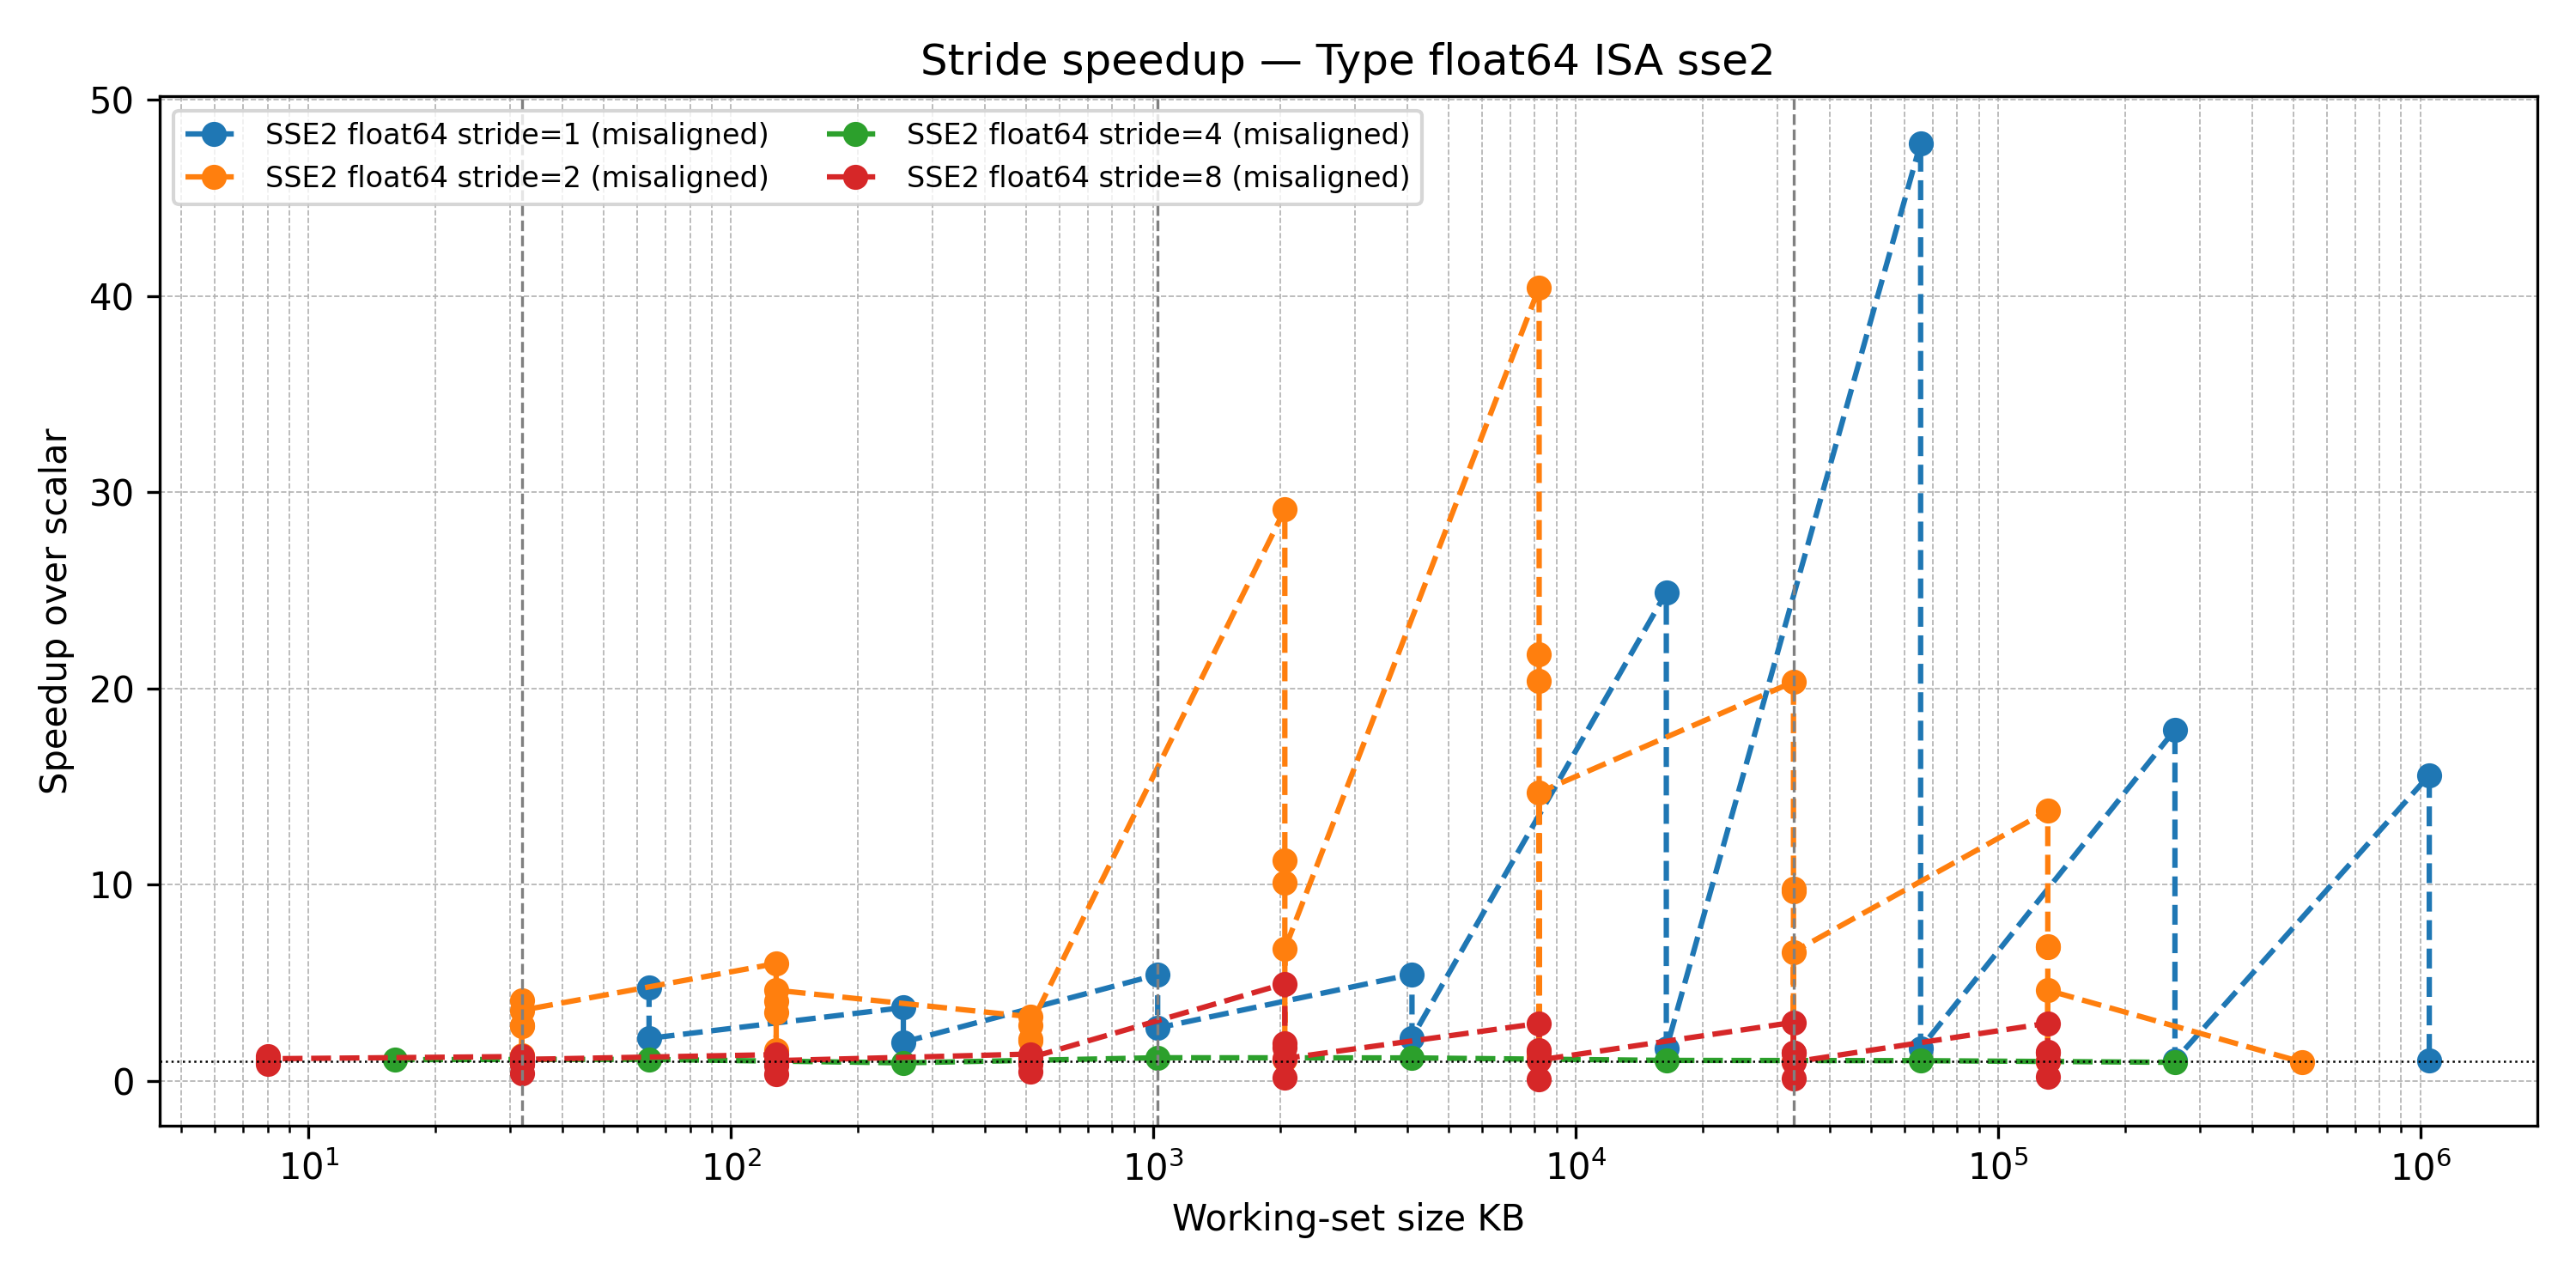 Stride speedup — Type float64 ISA sse2
50
40
30
20
10
0
Speedup over scalar
SSE2 float64 stride=1 (misaligned)
SSE2 float64 stride=2 (misaligned)
SSE2 float64 stride=4 (misaligned)
SSE2 float64 stride=8 (misaligned)
10¹ 10² 10³ 10⁴ 10⁵ 10⁶
Working-set size KB